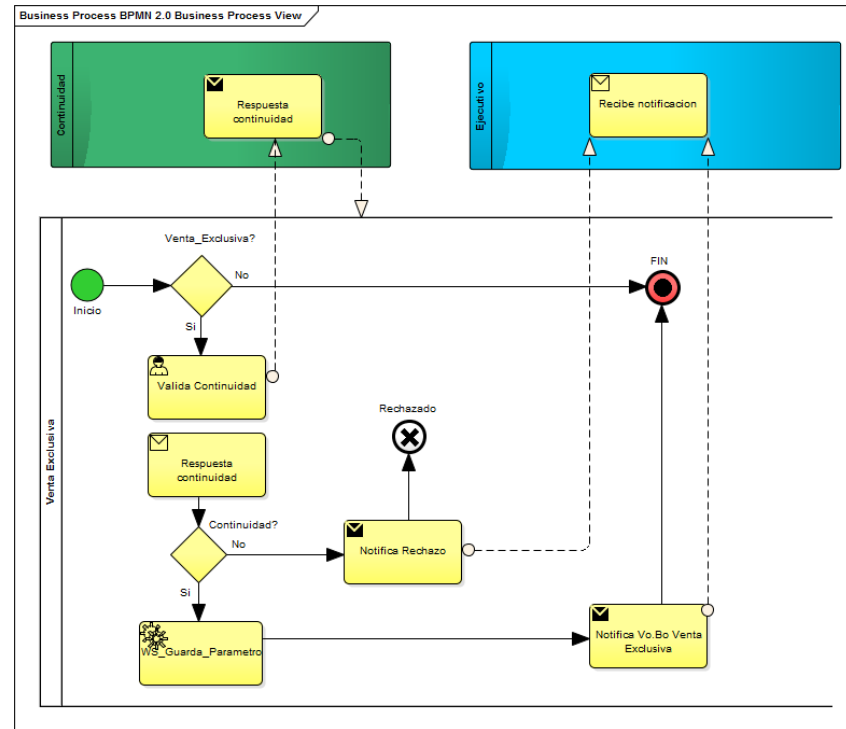 Business Process BPMN 2.0 Business Process View
Continuidad
Respuesta
continuidad
Ejecutivo
Recibe notificacion
Venta Exclusiva
Venta_Exclusiva?
No
Inicio
Si
FIN
Valida Continuidad
Rechazado
Respuesta
continuidad
Continuidad?
No
Notifica Rechazo
Si
WS_Guarda_Parametro
Notifica Vo.Bo Venta
Exclusiva